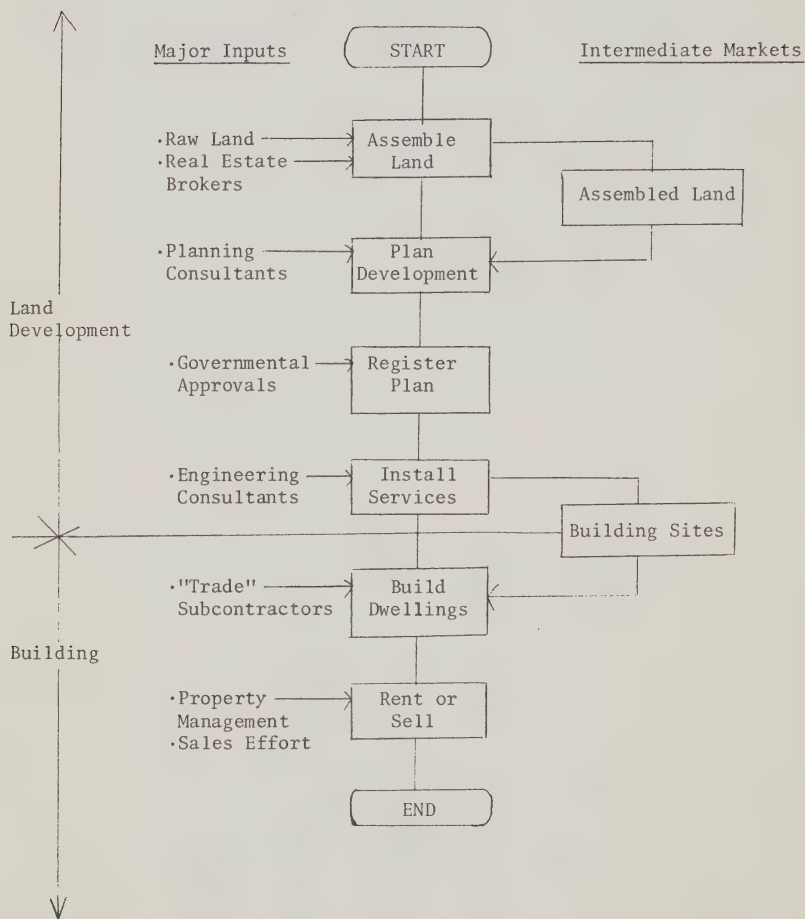 Major Inputs
START
Intermediate Markets
·Raw Land
·Real Estate
Brokers
Assemble
Land
Assembled Land
·Planning
Consultants
Plan
Development
Land
Development
·Governmental
Approvals
Register
Plan
·Engineering
Consultants
Install
Services
Building Sites
·"Trade"
Subcontractors
Build
Dwellings
Building
·Property
Management
·Sales Effort
Rent or
Sell
END